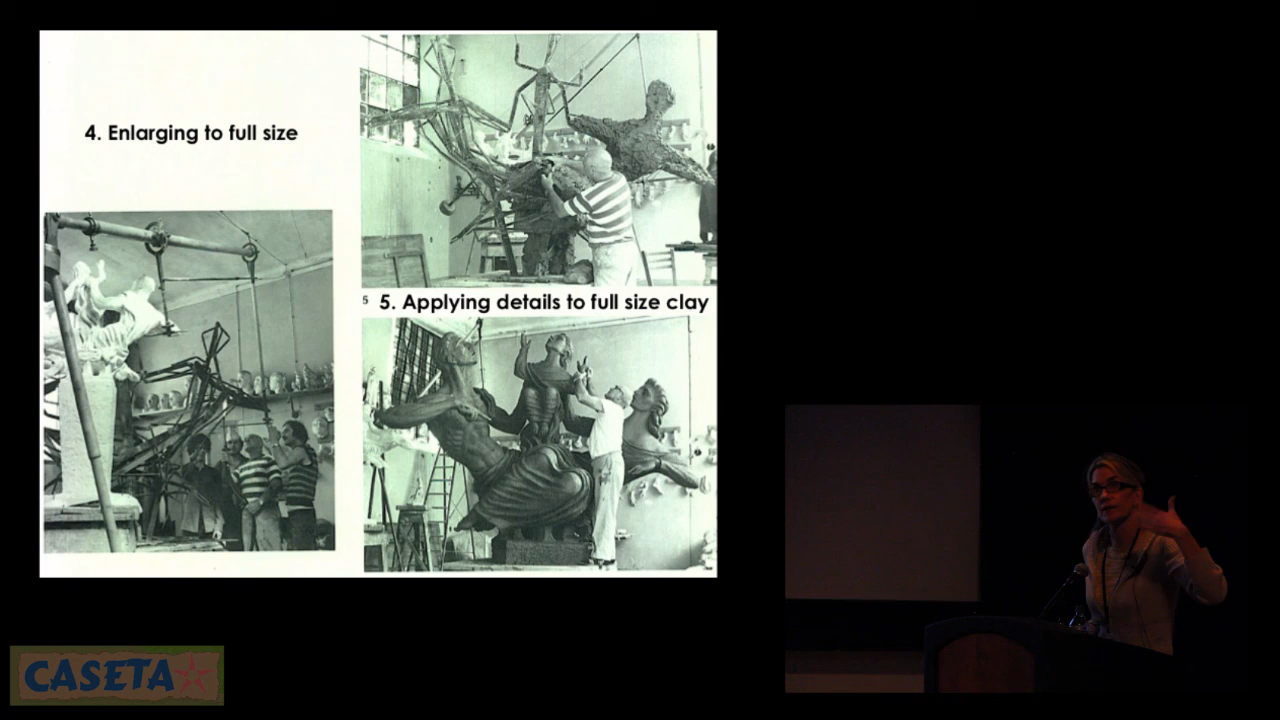 4. Enlarging to full size
5
5. Applying details to full size clay
CASETA